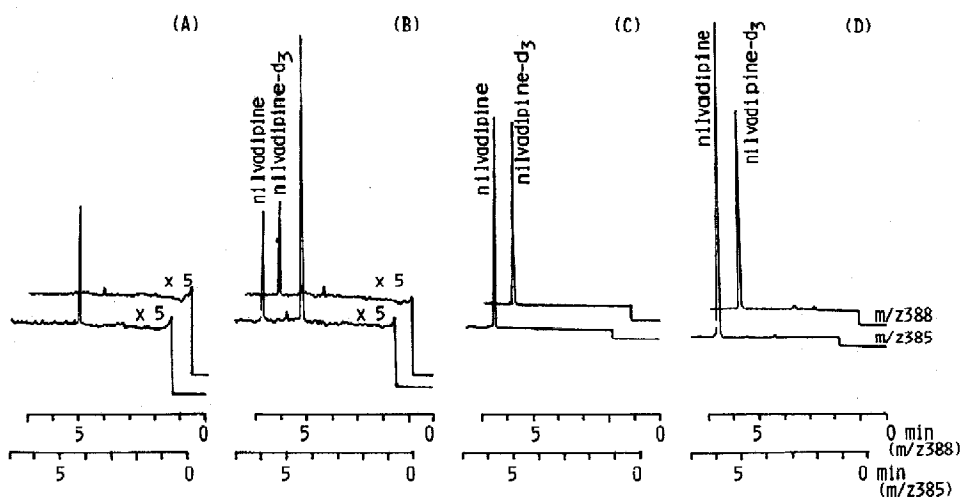 (A)
(B)
(C)
(D)
nilvadipine
nilvadipine-d3
nilvadipine
nilvadipine-d3
nilvadipine
nilvadipine-d3
x 5
x 5
x 5
x 5
m/z388
m/z385
5 0
5 0
5 0
5 0 min
(m/z388)
5 0
5 0
5 0
5 0
min
(m/z385)